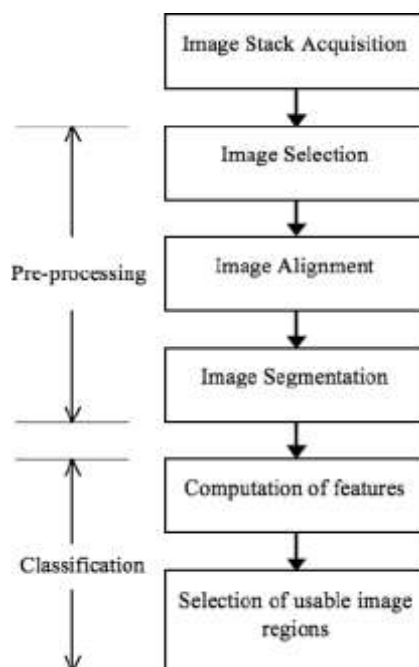 Image Stack Acquisition
Image Selection
Image Alignment
Pre-processing
Image Segmentation
Computation of features
Classification
Selection of usable image
regions